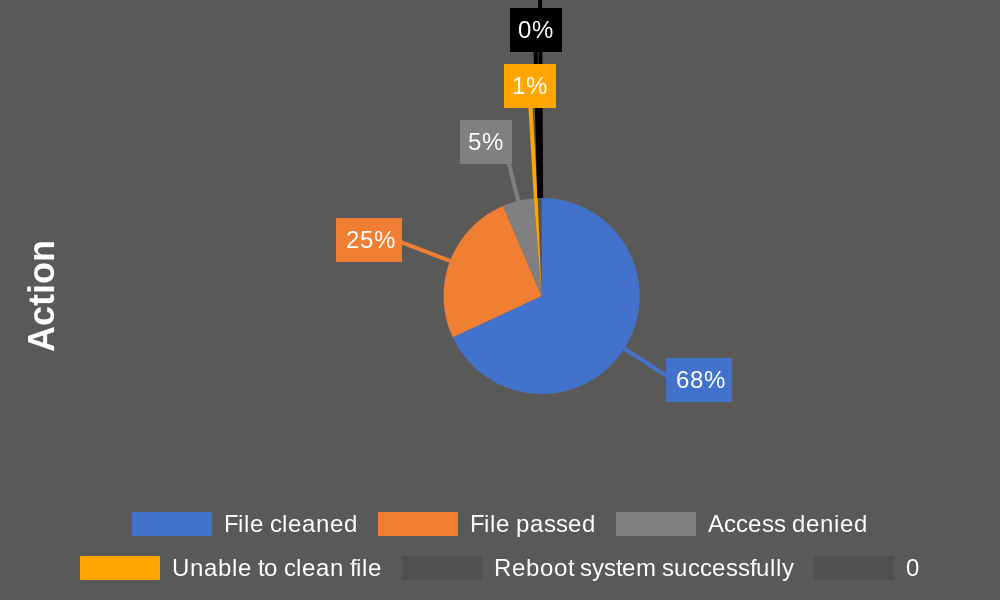 0%
1%
5%
25%
68%
Action
File cleaned File passed Access denied
Unable to clean file Reboot system successfully 0